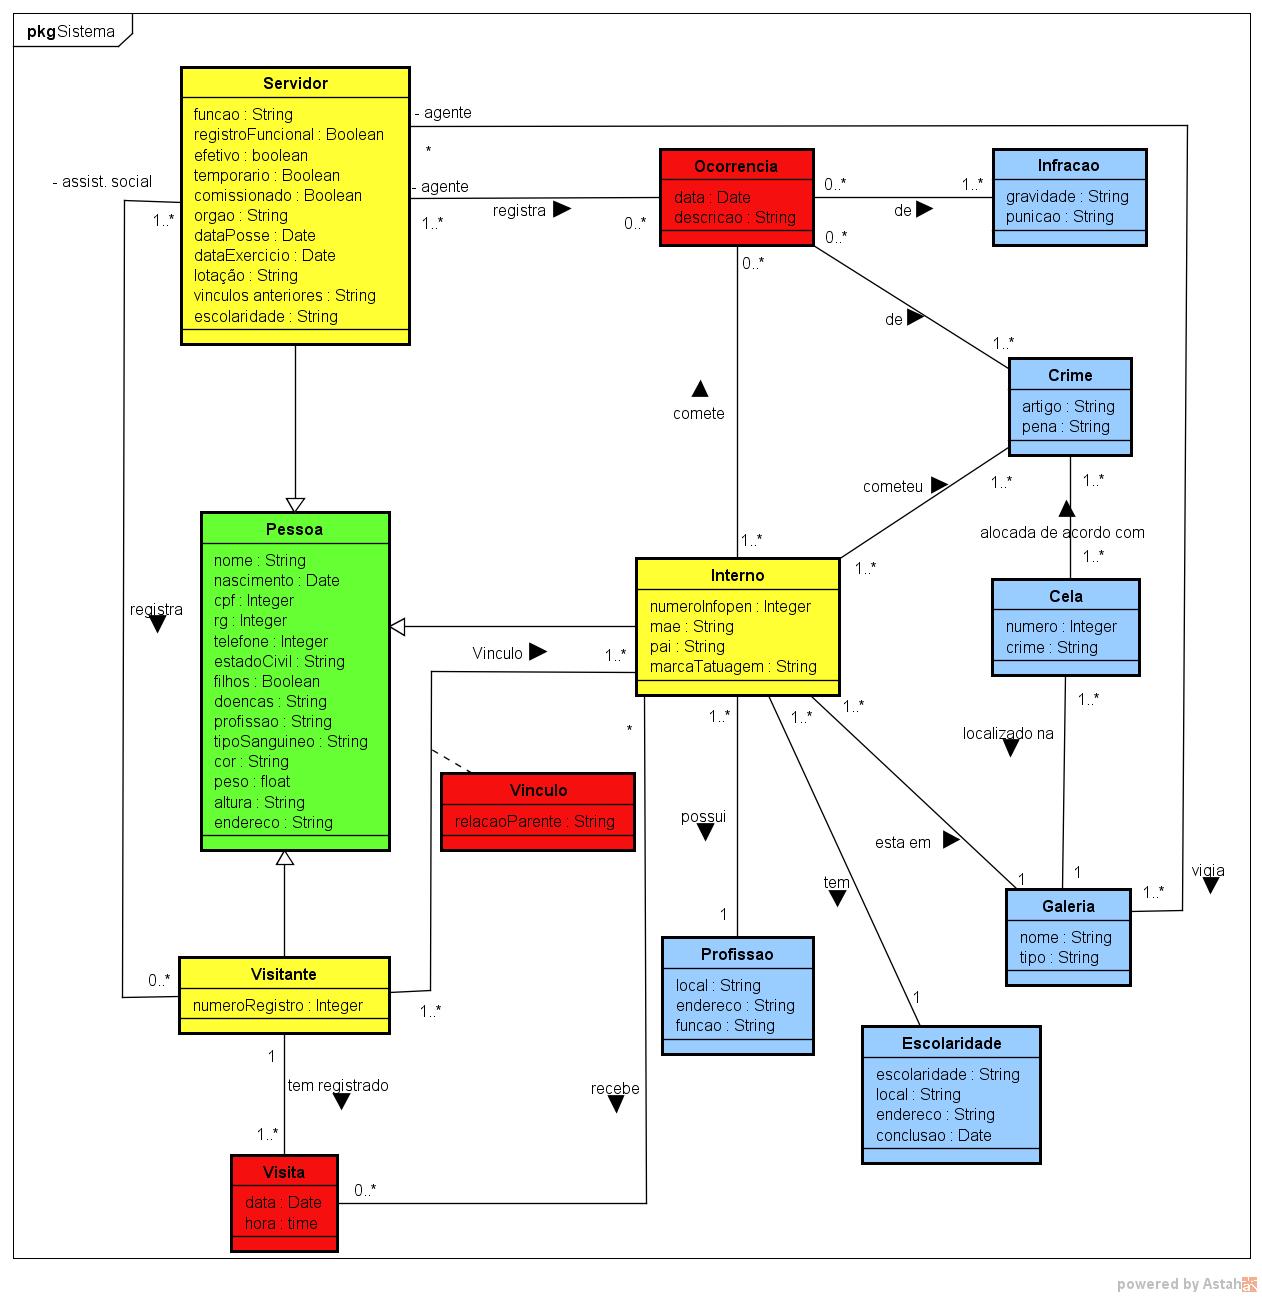 pkg Sistema
Servidor
funcao : String
registroFuncional : Boolean
efetivo : boolean
temporario : Boolean
comissionado : Boolean
orgao : String
dataPosse : Date
dataExercicio : Date
lotação : String
vinculos anteriores : String
escolaridade : String
- agente
*
- assist. social
1..*
- agente
1..*
registra
0..*
Ocorrencia
data : Date
descricao : String
0..*
de
1..*
Infracao
gravidade : String
punicao : String
0..*
de
1..*
0..*
comete
1..*
Crime
artigo : String
pena : String
cometeu
1..*
1..*
1..*
alocada de acordo com
1..*
Pessoa
nome : String
nascimento : Date
cpf : Integer
rg : Integer
telefone : Integer
estadoCivil : String
filhos : Boolean
doencas : String
profissao : String
tipoSanguineo : String
cor : String
peso : float
altura : String
endereco : String
registra
Interno
numeroInfopen : Integer
mae : String
pai : String
marcaTatuagem : String
Vinculo
1..*
Cela
numero : Integer
crime : String
1..*
localizado na
1
*
1..*
1..*
1..*
Vinculo
relacaoParente : String
possui
1
tem
1
esta em
1
vigia
1..*
Galeria
nome : String
tipo : String
Profissao
local : String
endereco : String
funcao : String
Visitante
numeroRegistro : Integer
0..*
1..*
1
tem registrado
1..*
recebe
Escolaridade
escolaridade : String
local : String
endereco : String
conclusao : Date
Visita
data : Date
hora : time
0..*
powered by Astah